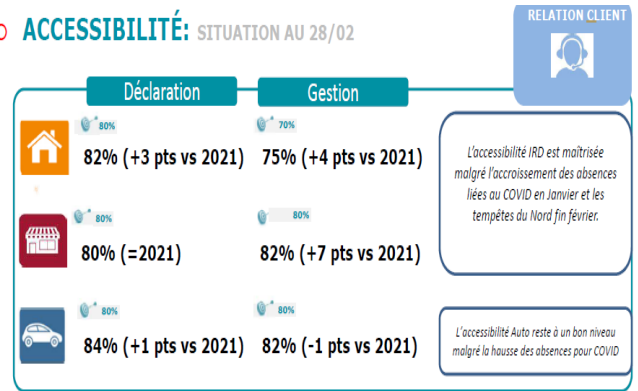 RELATION CLIENT
ACCESSIBILITÉ: SITUATION AU 28/02
Déclaration Gestion
80% 70%
82% (+3 pts vs 2021) 75% (+4 pts vs 2021)
L'accessibilité IRD est maîtrisée
malgré l'accroissement des absences
liées au COVID en Janvier et les
tempêtes du Nord fin février.
80% 80%
80% (=2021) 82% (+7 pts vs 2021)
80% 80%
84% (+1 pts vs 2021) 82% (-1 pts vs 2021)
L'accessibilité Auto reste à un bon niveau
malgré la hausse des absences pour COVID